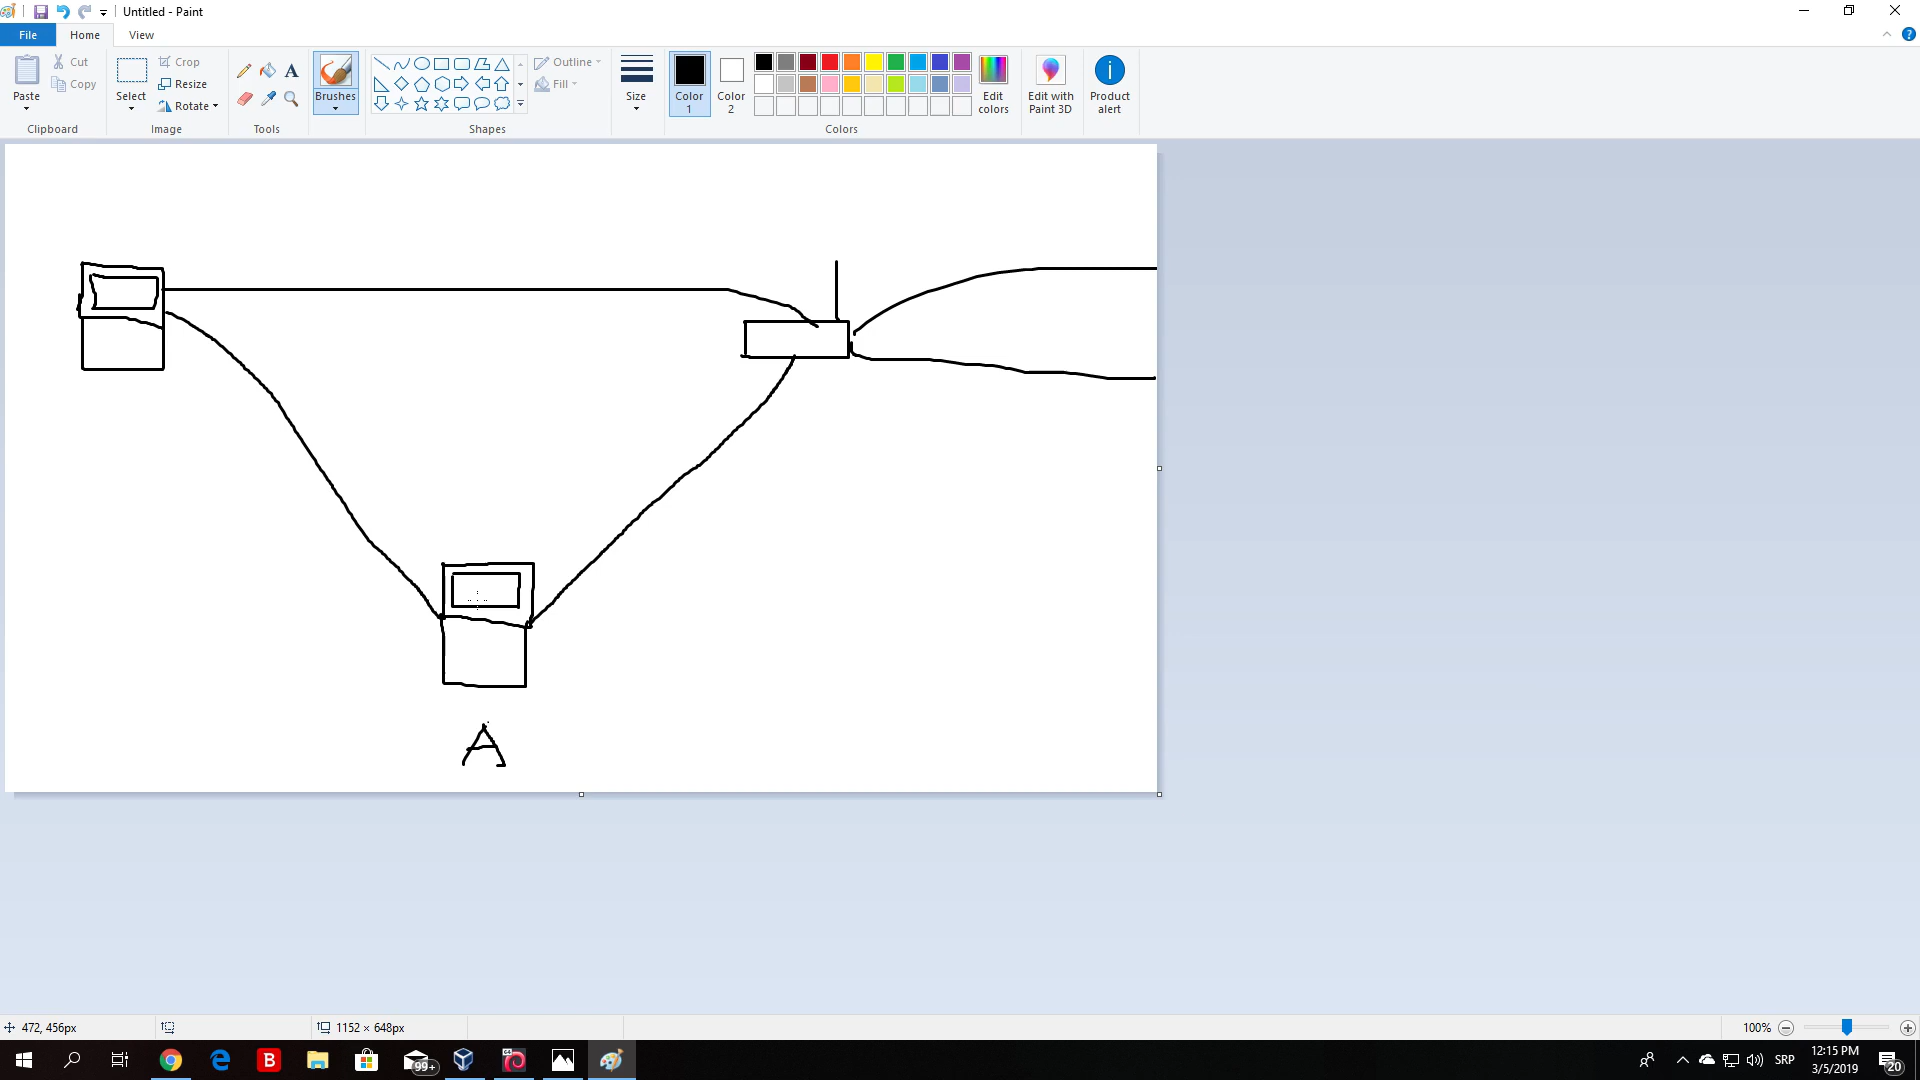 Untitled - Paint
File Home View
Paste
Cut
Copy
Clipboard
Select
Crop
Resize
Rotate
Image
A
Tools
Brushes
Shapes
Outline
Fill
Size
Color 1
Color 2
Edit colors
Colors
Edit with Paint 3D
Product alert
A
472, 456px
1152 × 648px
100%
99+
B
64
SRP
12:15 PM
3/5/2019
20